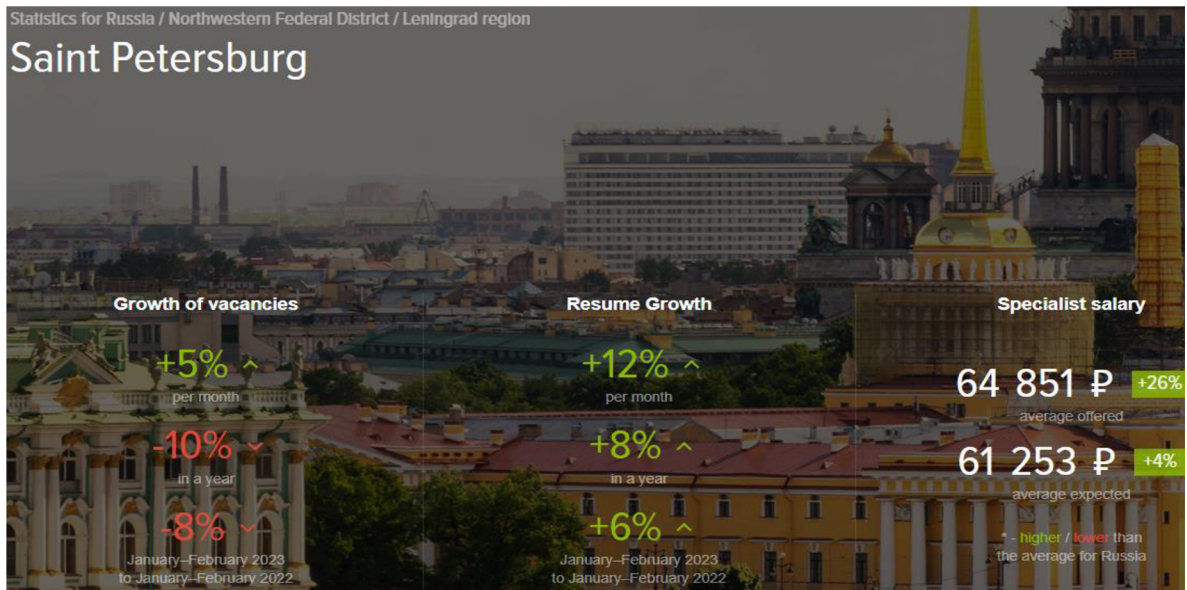 Statistics for Russia / Northwestern Federal District / Leningrad region
Saint Petersburg
Growth of vacancies
+5%
per month
-10%
in a year
-8%
January–February 2023
to January–February 2022
Resume Growth
+12%
per month
+8%
in a year
+6%
January–February 2023
to January–February 2022
Specialist salary
64 851 ₽ +26%
average offered
61 253 ₽ +4%
average expected
* - higher / lower than
the average for Russia